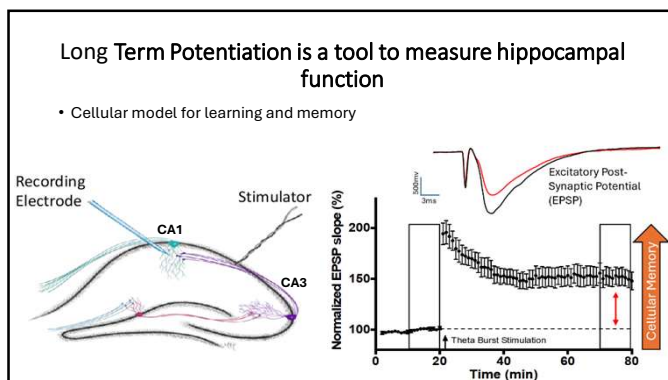 Long Term Potentiation is a tool to measure hippocampal
function
• Cellular model for learning and memory
Recording
Electrode
Stimulator
CA1
CA3
500mv
3ms
Excitatory Post-
Synaptic Potential
(EPSP)
Normalized EPSP slope (%)
200
150
100
Theta Burst Stimulation
0
20
40
60
80
Time (min)
Cellular Memory